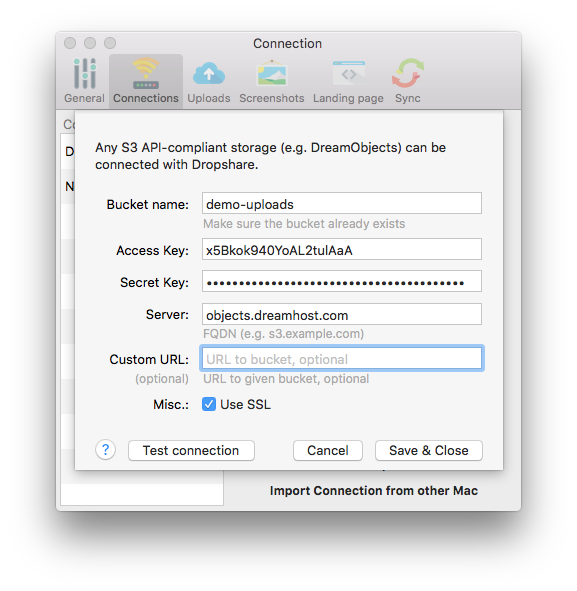 Connection
General Connections Uploads Screenshots Landing page Sync
Any S3 API-compliant storage (e.g. DreamObjects) can be
connected with Dropshare.
Bucket name: demo-uploads
Make sure the bucket already exists
Access Key: x5Bkok940YoAL2tulAaA
Secret Key: ••••••••••••••••••••••••••••••••••••••••
Server: objects.dreamhost.com
FQDN (e.g. s3.example.com)
Custom URL: URL to bucket, optional
(optional) URL to given bucket, optional
Misc.: Use SSL
? Test connection Cancel Save & Close
Import Connection from other Mac